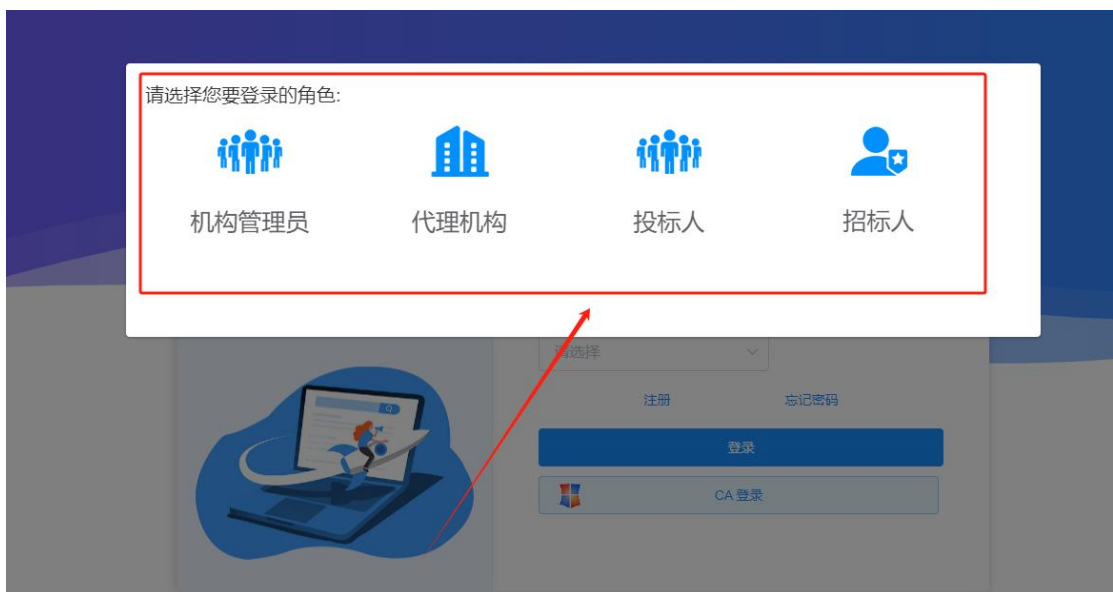 请选择您要登录的角色:
机构管理员 代理机构 投标人 招标人
请选择
注册 忘记密码
登录
CA 登录